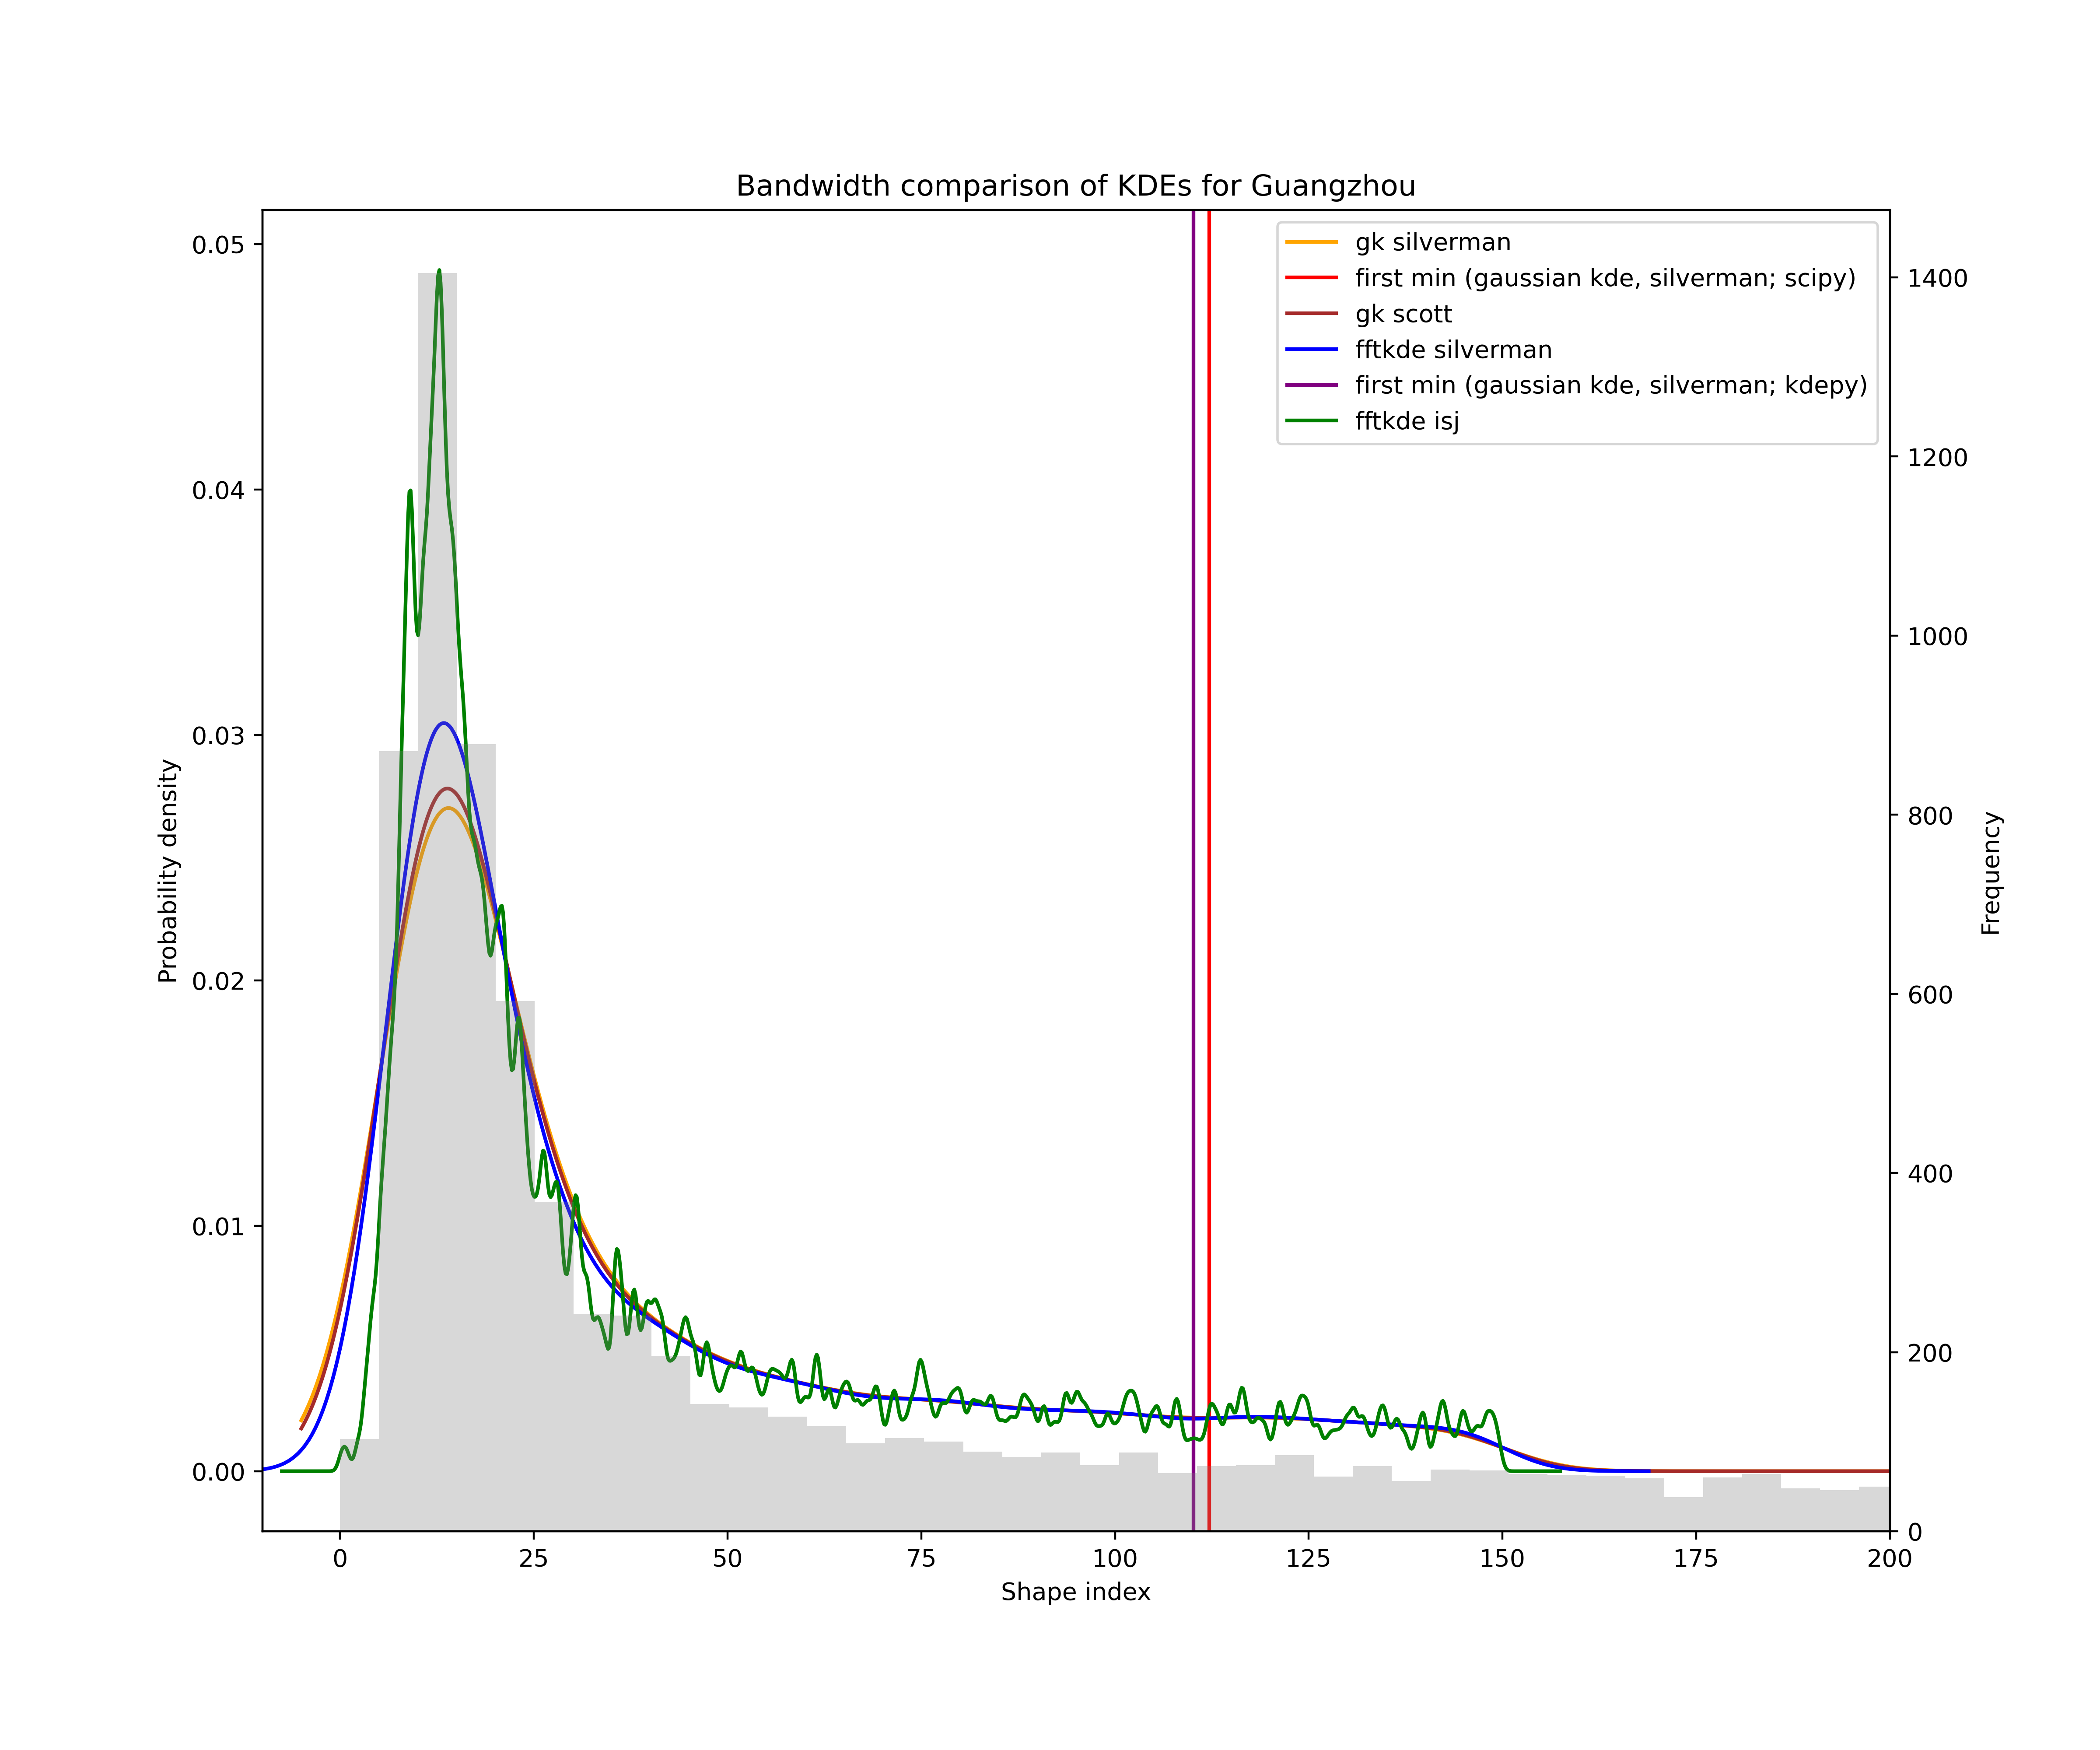 Bandwidth comparison of KDEs for Guangzhou
gk silverman
first min (gaussian kde, silverman; scipy)
gk scott
fftkde silverman
first min (gaussian kde, silverman; kdepy)
fftkde isj
Probability density
0.05
0.04
0.03
0.02
0.01
0.00
1400
1200
1000
800
600
400
200
0
Frequency
0 25 50 75 100 125 150 175 200
Shape index